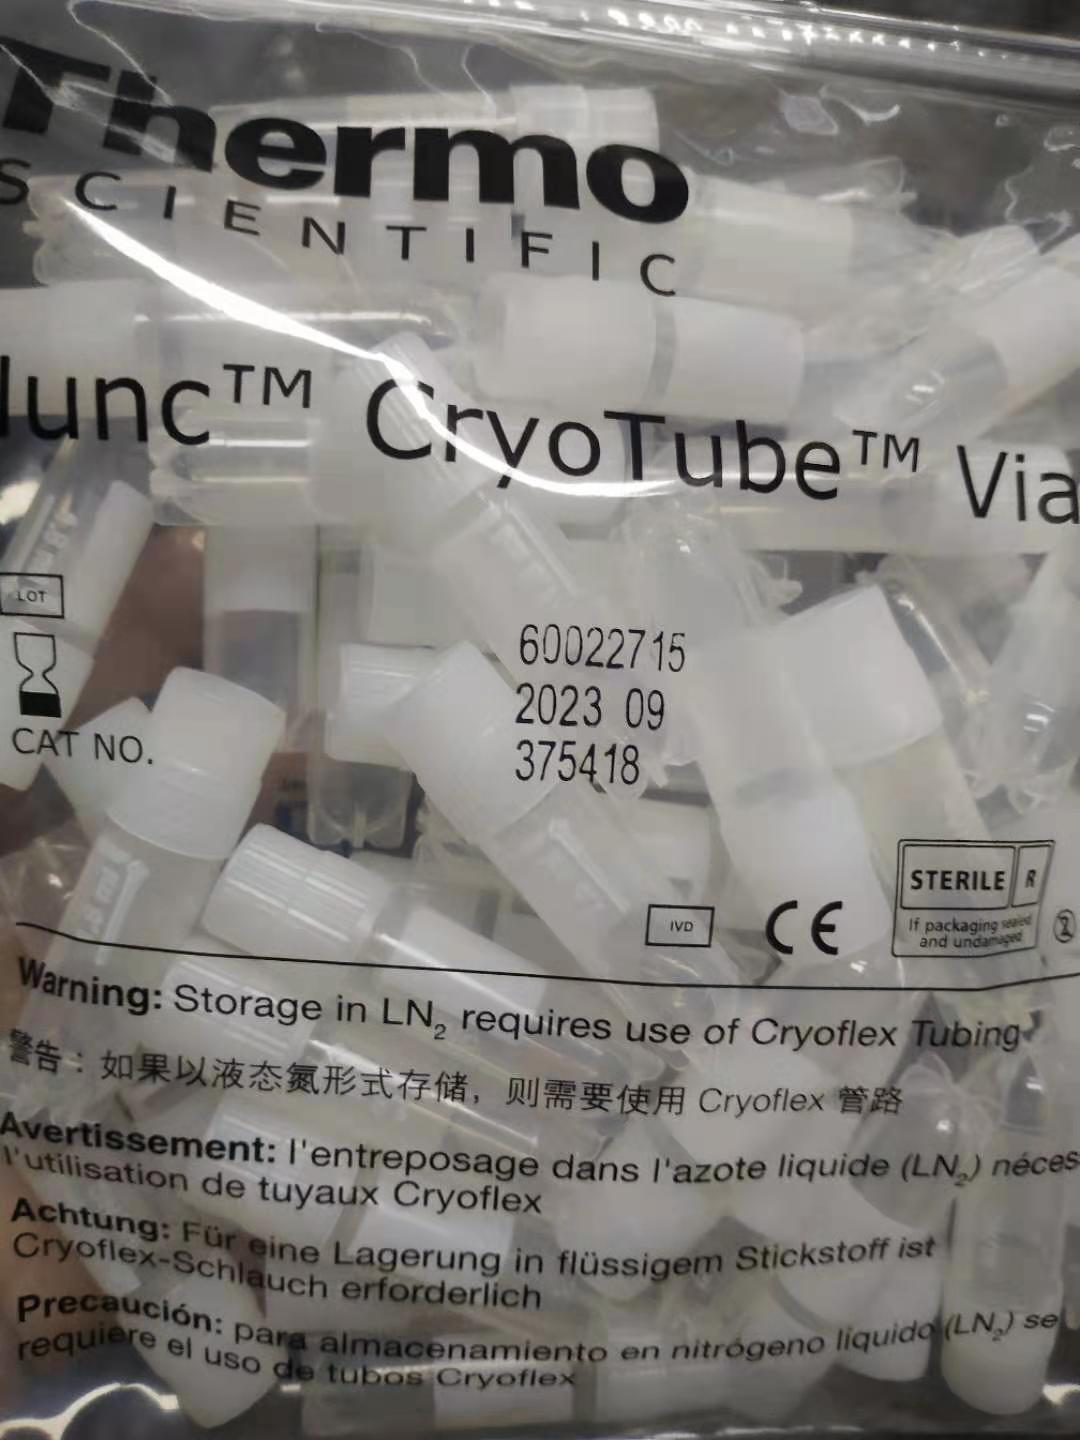 Thermo
SCIENTIFIC
Nunc™ CryoTube™ Via
LOT
60022715
2023 09
CAT NO.
375418
IVD
CE
STERILE R
If packaging sealed
and undamaged
2
Warning: Storage in LN₂ requires use of Cryoflex Tubing
警告：如果以液态氮形式存储，则需要使用 Cryoflex 管路
Avertissement: l'entreposage dans l'azote liquide (LN₂) néces
l'utilisation de tuyaux Cryoflex
Achtung: Für eine Lagerung in flüssigem Stickstoff ist
Cryoflex-Schlauch erforderlich
Precaución: para almacenamiento en nitrógeno liquido (LN₂) se
requiere el uso de tubos Cryoflex